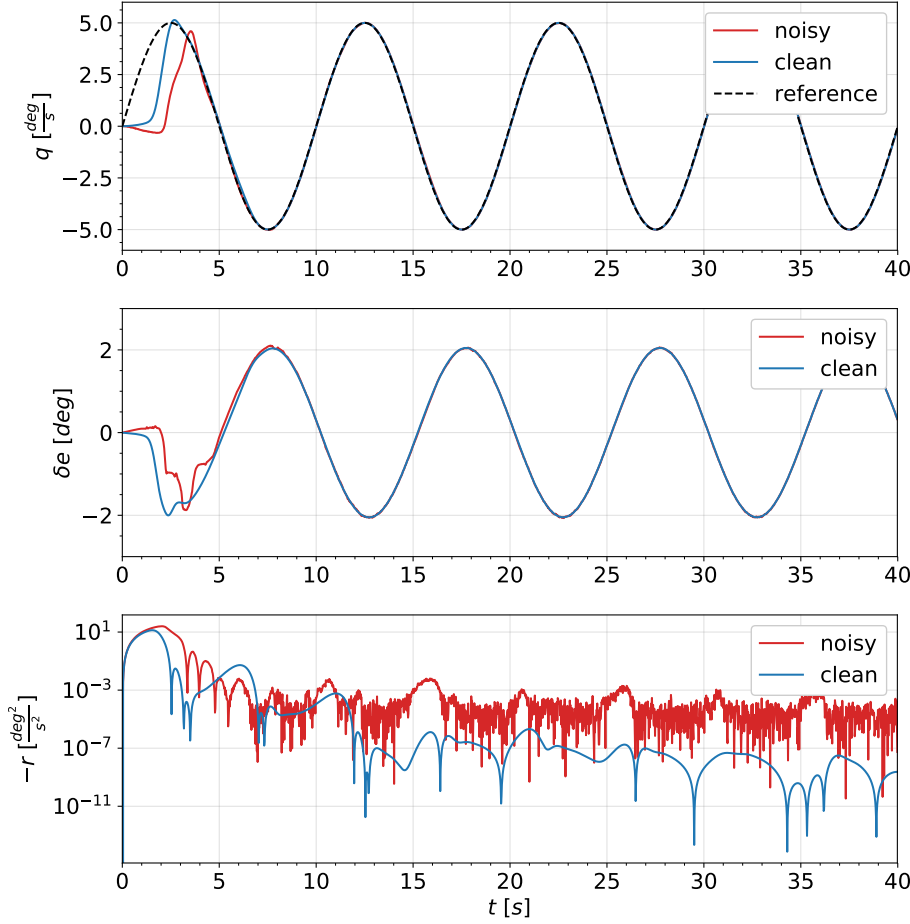 5.0
2.5
0.0
−2.5
−5.0
q [deg/s]
noisy
clean
reference
0 5 10 15 20 25 30 35 40
2
0
−2
δe [deg]
noisy
clean
0 5 10 15 20 25 30 35 40
10^1
10^−3
10^−7
10^−11
−r [deg^2/s^2]
noisy
clean
0 5 10 15 20 25 30 35 40
t [s]